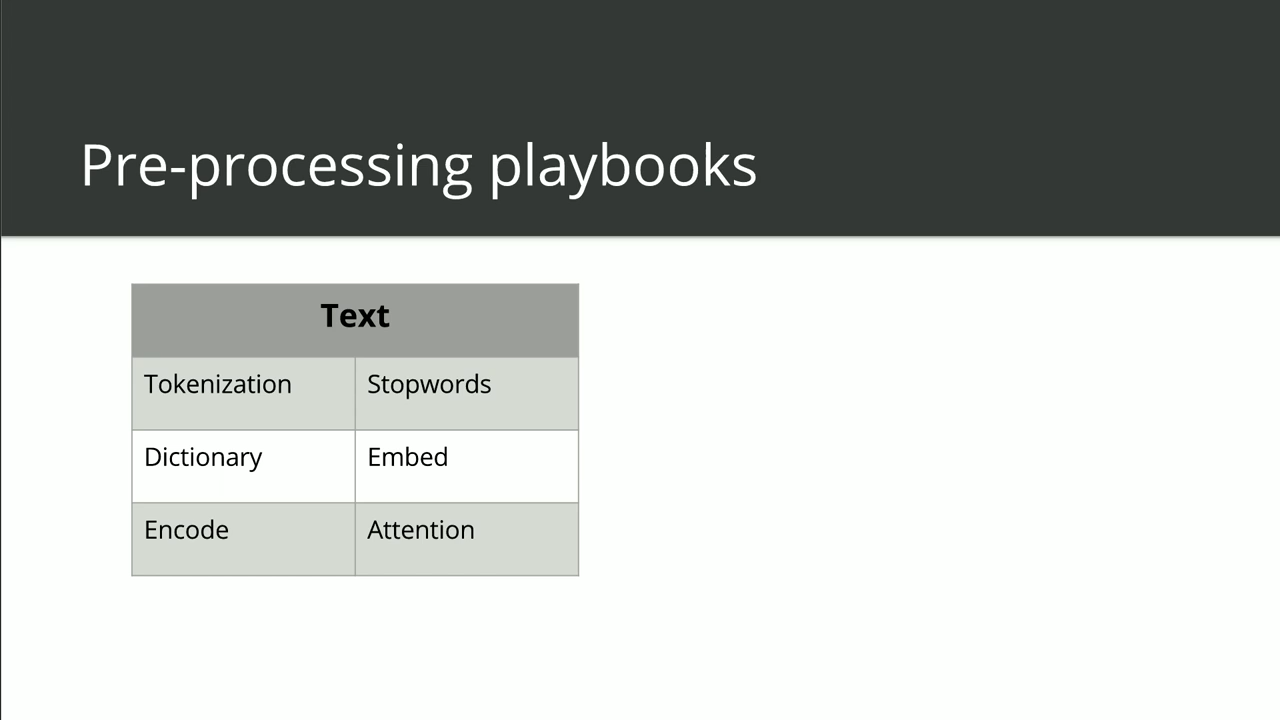 Pre-processing playbooks
Text
Tokenization Stopwords
Dictionary Embed
Encode Attention